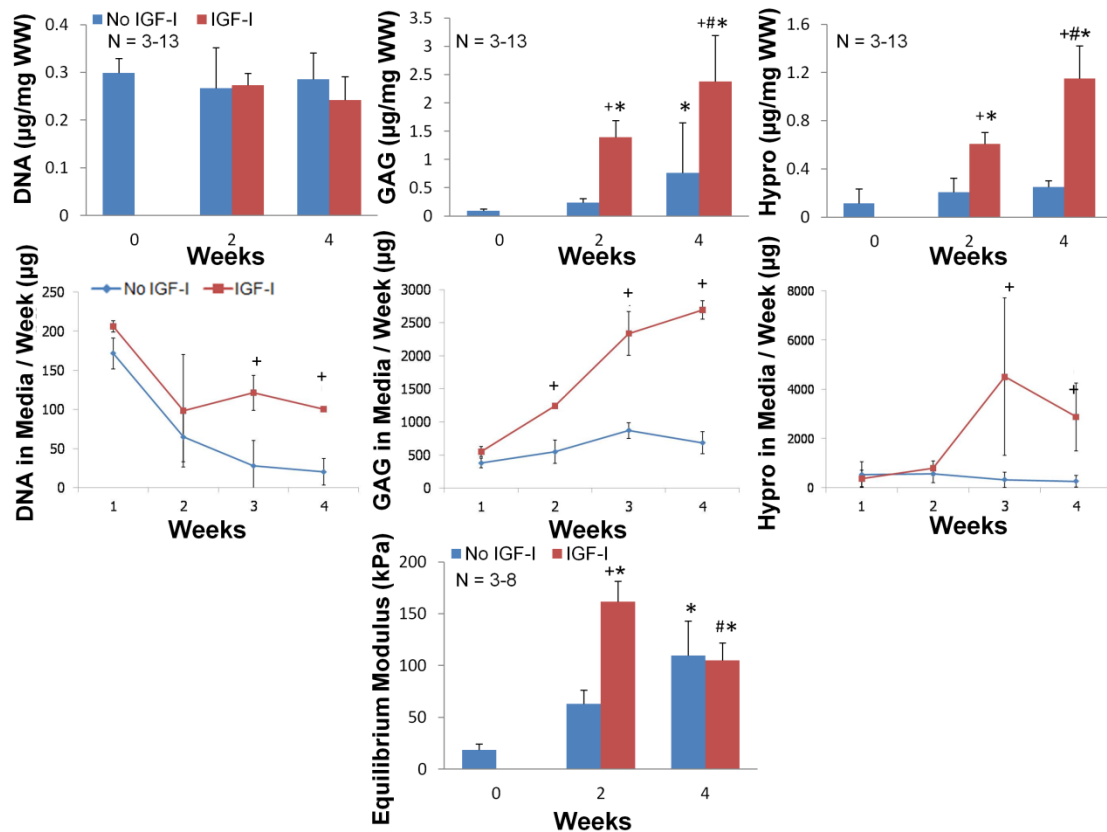 No IGF-I IGF-I
N = 3-13
DNA (µg/mg WW)
0.4
0.3
0.2
0.1
0
0 2 4
N = 3-13
GAG (µg/mg WW)
3.5
3
2.5
2
1.5
1
0.5
0
+*
*
+#*
0 2 4
Weeks
N = 3-13
Hypro (µg/mg WW)
1.6
1.2
0.8
0.4
0
+*
+#*
0 2 4
Weeks
Weeks
No IGF-I IGF-I
DNA in Media / Week (µg)
250
200
150
100
50
0
+
+
1 2 3 4
Weeks
GAG in Media / Week (µg)
3000
2500
2000
1500
1000
500
0
+
+
+
1 2 3 4
Weeks
Hypro in Media / Week (µg)
8000
6000
4000
2000
0
+
+
1 2 3 4
Weeks
No IGF-I IGF-I
N = 3-8
Equilibrium Modulus (kPa)
200
150
100
50
0
+*
*
#*
0 2 4
Weeks